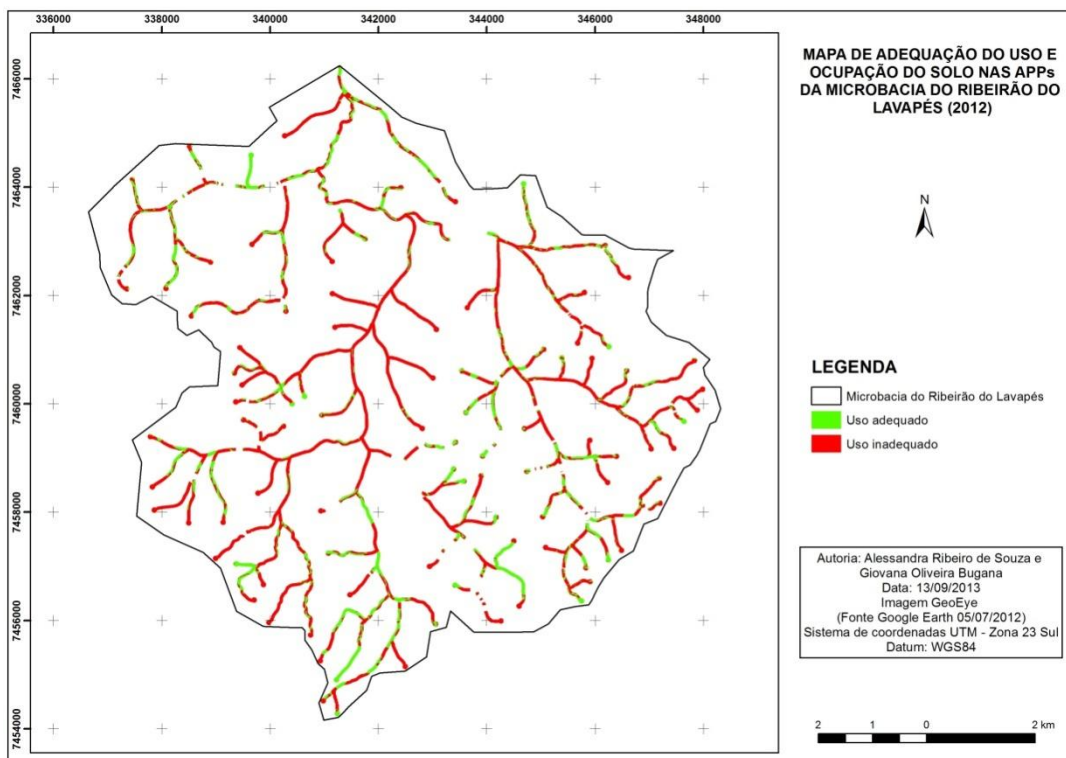 336000 338000 340000 342000 344000 346000 348000
7466000
7464000
7462000
7460000
7458000
7456000
7454000
MAPA DE ADEQUAÇÃO DO USO E
OCUPAÇÃO DO SOLO NAS APPs
DA MICROBACIA DO RIBEIRÃO DO
LAVAPÉS (2012)
N
LEGENDA
Microbacia do Ribeirão do Lavapés
Uso adequado
Uso inadequado
Autoria: Alessandra Ribeiro de Souza e
Giovana Oliveira Bugana
Data: 13/09/2013
Imagem GeoEye
(Fonte Google Earth 05/07/2012)
Sistema de coordenadas UTM - Zona 23 Sul
Datum: WGS84
2 1 0 2 km